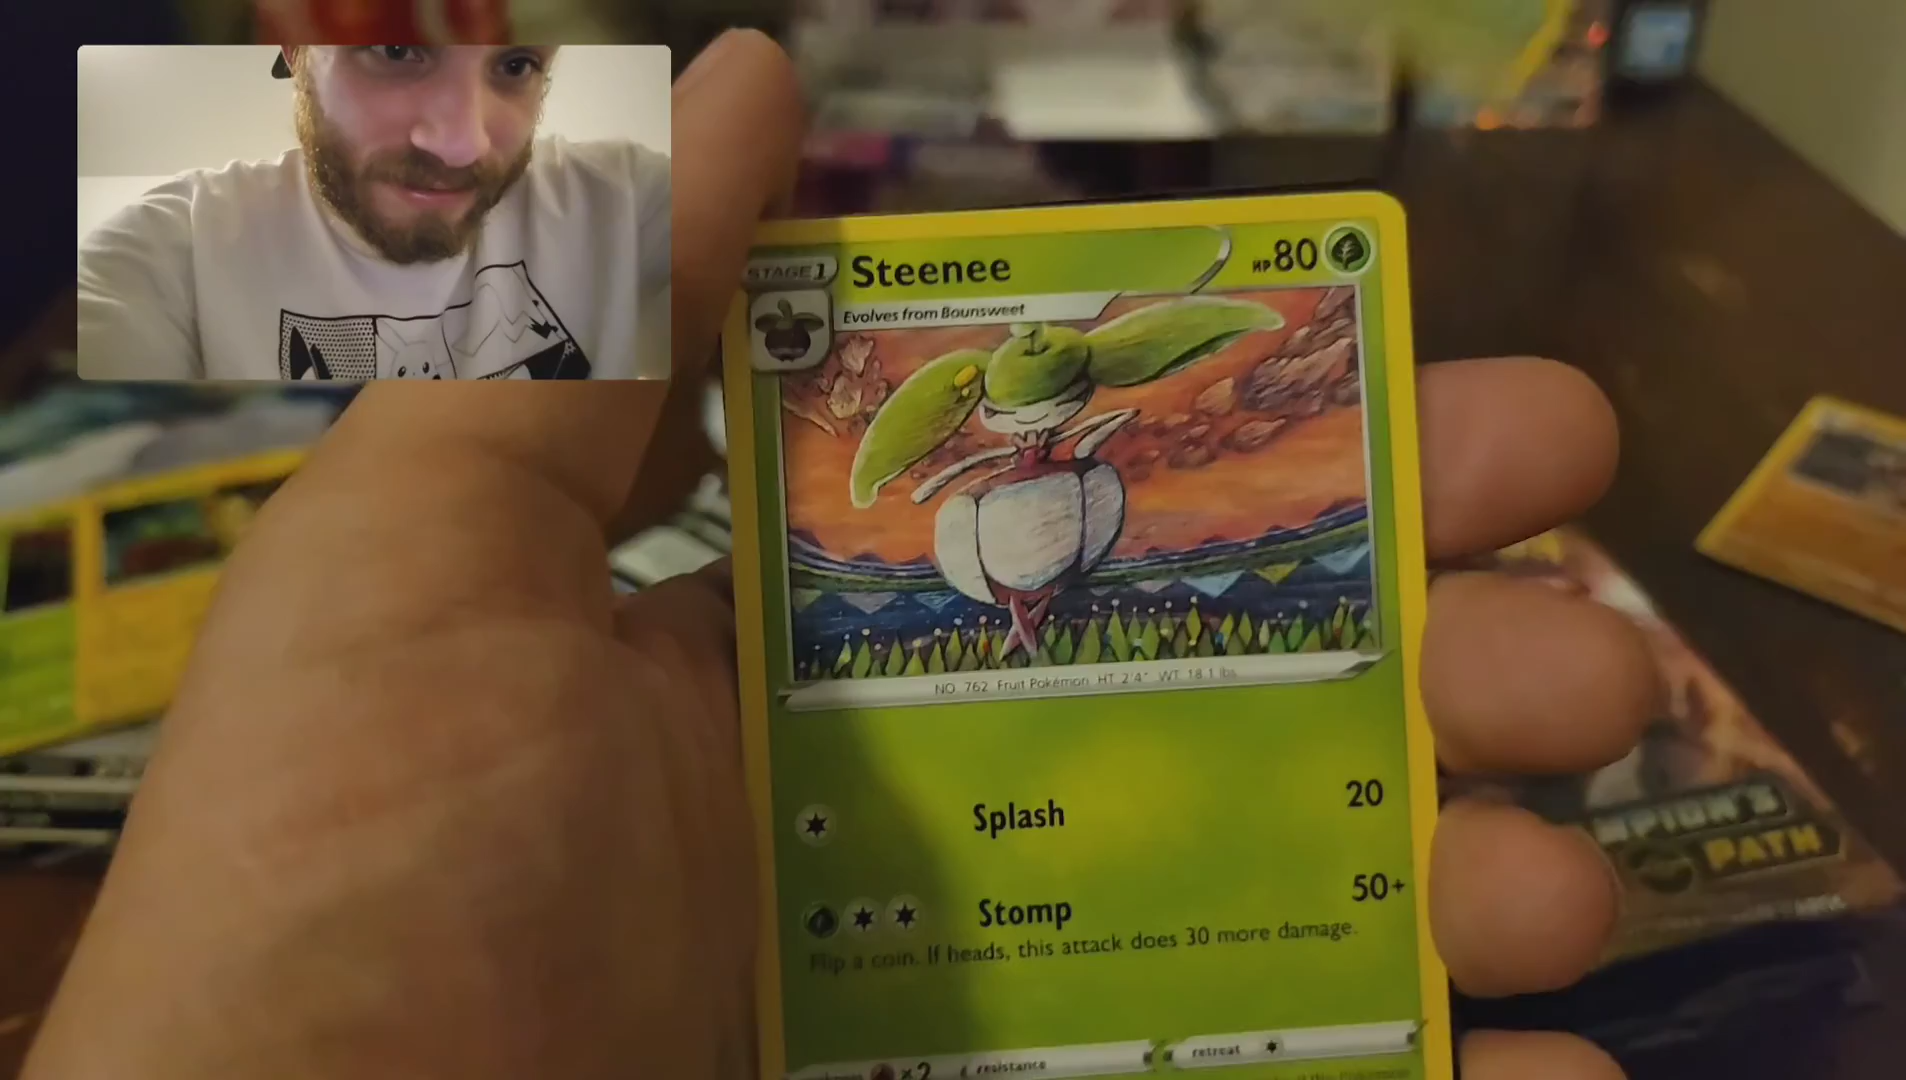 STAGE 1
Steenee
HP 80
Evolves from Bounsweet
NO. 762 Fruit Pokémon HT 2'4" WT 18.1 lbs
Splash 20
Stomp 50+
Flip a coin. If heads, this attack does 30 more damage.
×2 resistance retreat
PATH